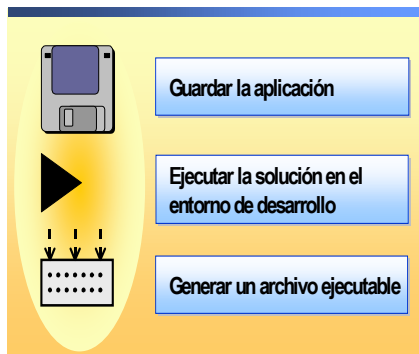 Guardar la aplicación
Ejecutar la solución en el
entorno de desarrollo
Generar un archivo ejecutable